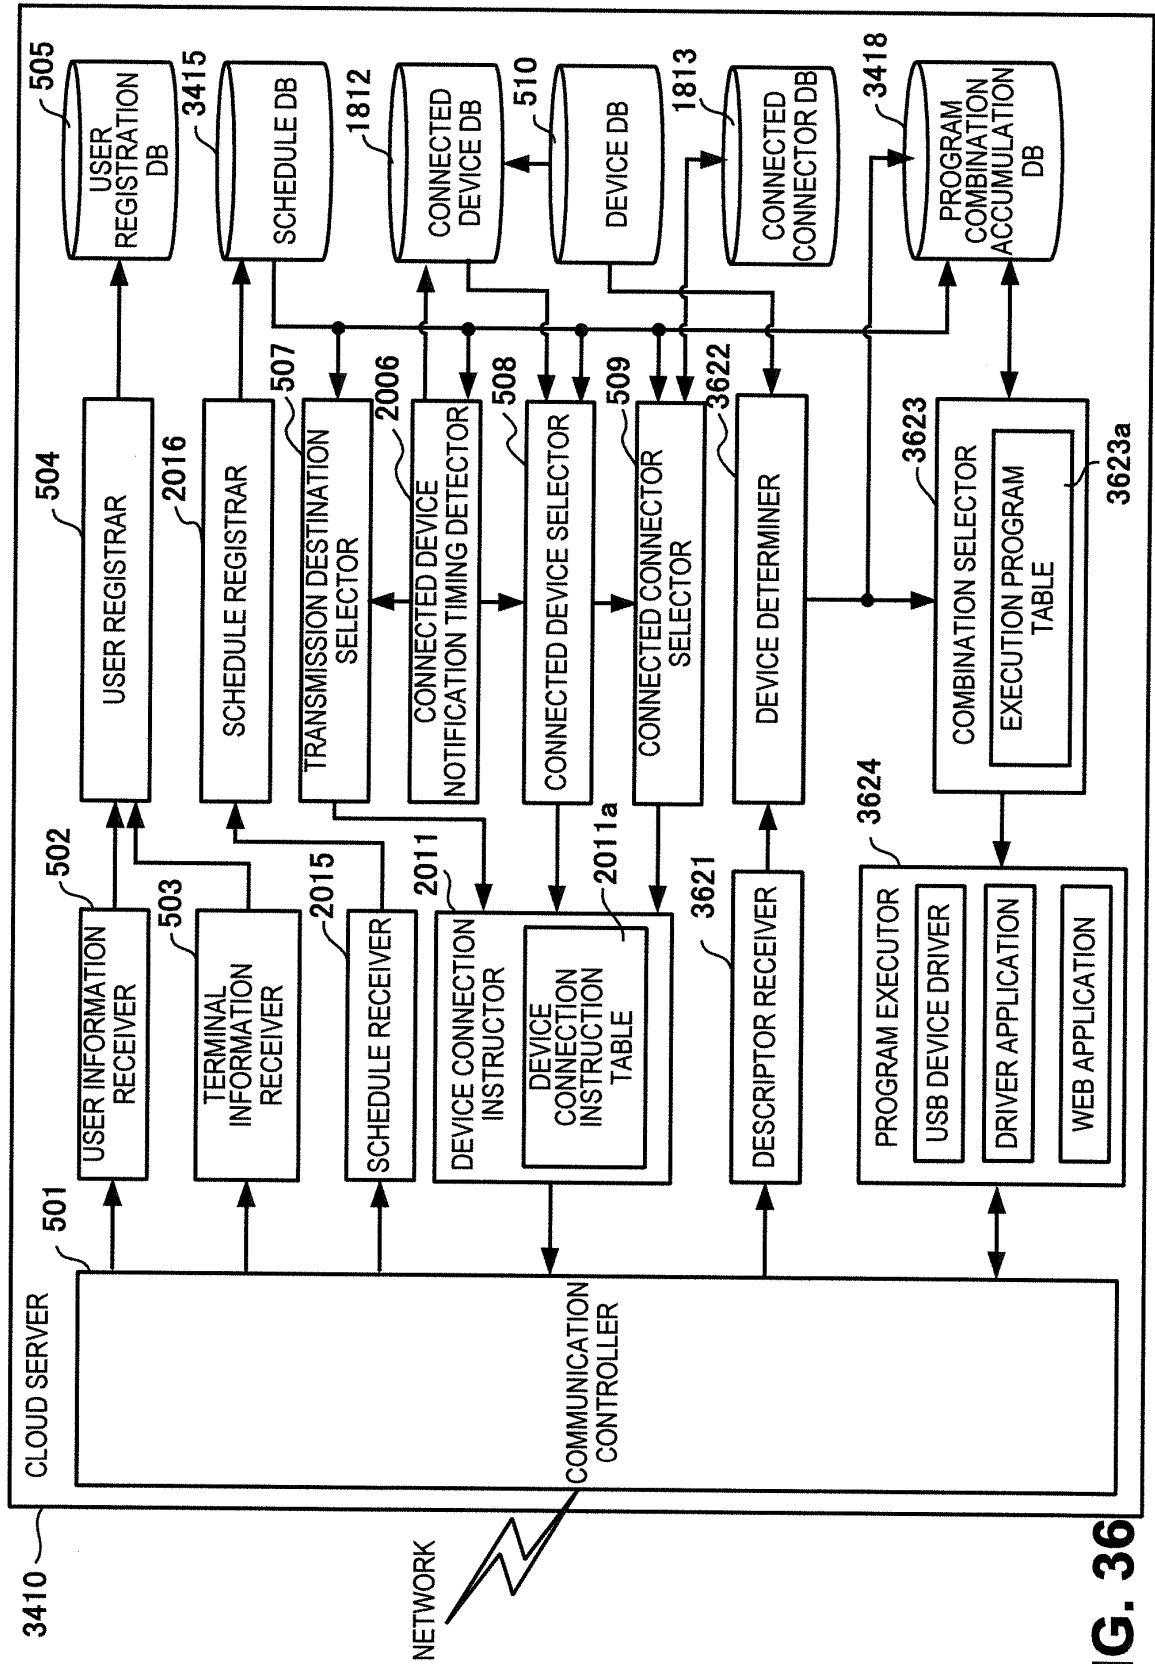 3410
CLOUD SERVER
NETWORK
501
COMMUNICATION
CONTROLLER
502
USER INFORMATION
RECEIVER
503
TERMINAL
INFORMATION
RECEIVER
2015
SCHEDULE RECEIVER
2011
DEVICE CONNECTION
INSTRUCTOR
2011a
DEVICE
CONNECTION
INSTRUCTION
TABLE
3621
DESCRIPTOR RECEIVER
3624
PROGRAM EXECUTOR
USB DEVICE DRIVER
DRIVER APPLICATION
WEB APPLICATION
504
USER REGISTRAR
2016
SCHEDULE REGISTRAR
507
TRANSMISSION DESTINATION
SELECTOR
2006
CONNECTED DEVICE
NOTIFICATION TIMING DETECTOR
508
CONNECTED DEVICE SELECTOR
509
CONNECTED CONNECTOR
SELECTOR
3622
DEVICE DETERMINER
3623
COMBINATION SELECTOR
3623a
EXECUTION PROGRAM
TABLE
505
USER
REGISTRATION
DB
3415
SCHEDULE DB
1812
CONNECTED
DEVICE DB
510
DEVICE DB
1813
CONNECTED
CONNECTOR DB
3418
PROGRAM
COMBINATION
ACCUMULATION
DB
IG. 36